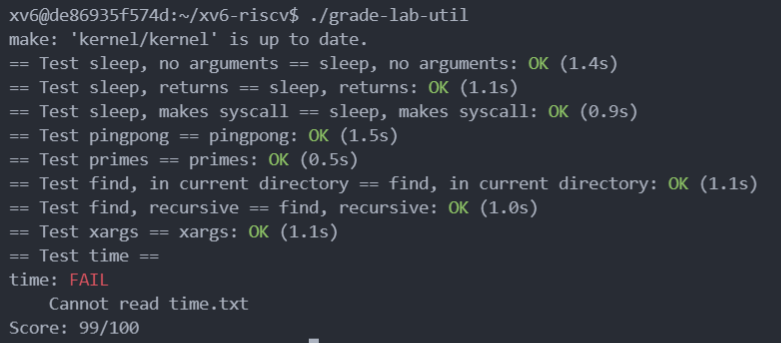 xv6@de86935f574d:~/xv6-riscv$ ./grade-lab-util
make: 'kernel/kernel' is up to date.
== Test sleep, no arguments == sleep, no arguments: OK (1.4s)
== Test sleep, returns == sleep, returns: OK (1.1s)
== Test sleep, makes syscall == sleep, makes syscall: OK (0.9s)
== Test pingpong == pingpong: OK (1.5s)
== Test primes == primes: OK (0.5s)
== Test find, in current directory == find, in current directory: OK (1.1s)
== Test find, recursive == find, recursive: OK (1.0s)
== Test xargs == xargs: OK (1.1s)
== Test time ==
time: FAIL
    Cannot read time.txt
Score: 99/100